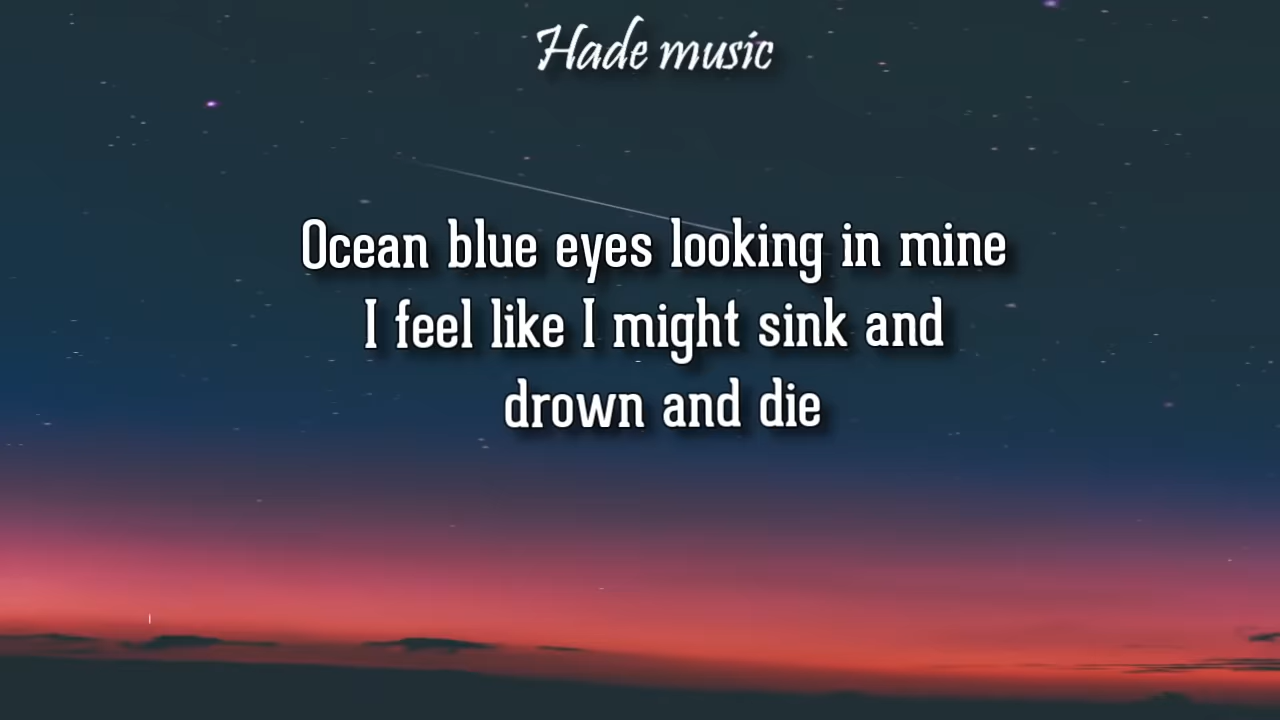 Hade music
Ocean blue eyes looking in mine
I feel like I might sink and
drown and die